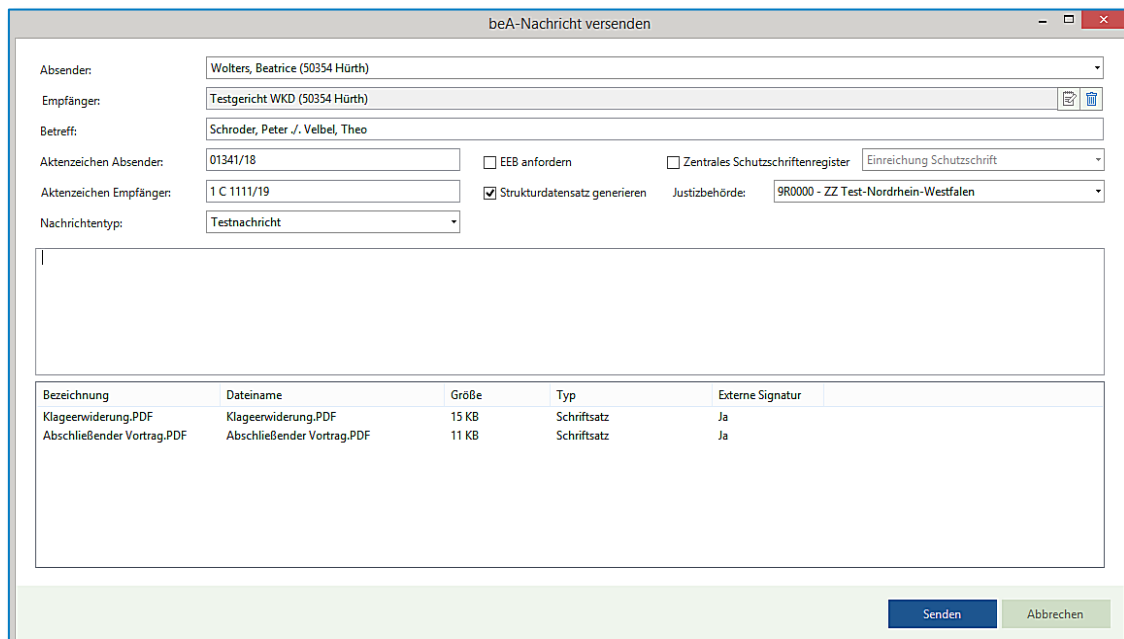 beA-Nachricht versenden
Absender: Wolters, Beatrice (50354 Hürth)
Empfänger: Testgericht WKD (50354 Hürth)
Betreff: Schroder, Peter ./. Velbel, Theo
Aktenzeichen Absender: 01341/18 EEB anfordern Zentrales Schutzschriftenregister Einreichung Schutzschrift
Aktenzeichen Empfänger: 1 C 1111/19 Strukturdatensatz generieren Justizbehörde: 9R0000 - ZZ Test-Nordrhein-Westfalen
Nachrichtentyp: Testnachricht
Bezeichnung Dateiname Größe Typ Externe Signatur
Klageerwiderung.PDF Klageerwiderung.PDF 15 KB Schriftsatz Ja
Abschließender Vortrag.PDF Abschließender Vortrag.PDF 11 KB Schriftsatz Ja
Senden Abbrechen